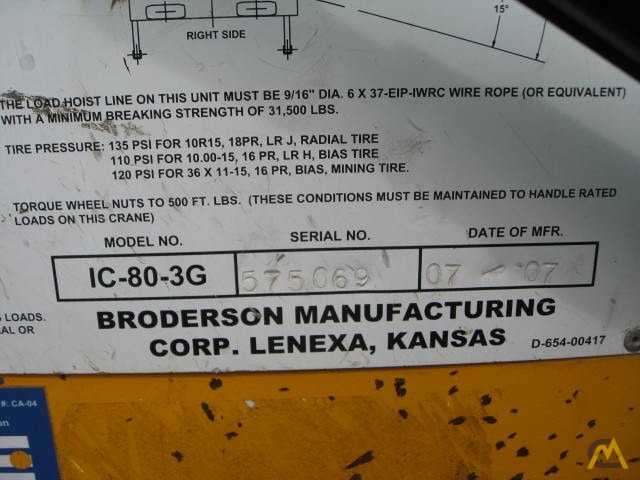 15°
RIGHT SIDE
THE LOAD HOIST LINE ON THIS UNIT MUST BE 9/16" DIA. 6 X 37-EIP-IWRC WIRE ROPE (OR EQUIVALENT)
WITH A MINIMUM BREAKING STRENGTH OF 31,500 LBS.
TIRE PRESSURE: 135 PSI FOR 10R15, 18PR, LR J, RADIAL TIRE
110 PSI FOR 10.00-15, 16 PR, LR H, BIAS TIRE
120 PSI FOR 36 X 11-15, 16 PR, BIAS, MINING TIRE.
TORQUE WHEEL NUTS TO 500 FT. LBS. (THESE CONDITIONS MUST BE MAINTAINED TO HANDLE RATED
LOADS ON THIS CRANE)
MODEL NO. SERIAL NO. DATE OF MFR.
IC-80-3G 575069 07 - 07
LOADS.
OR
BRODERSON MANUFACTURING
CORP. LENEXA, KANSAS D-654-00417
#: CA-04